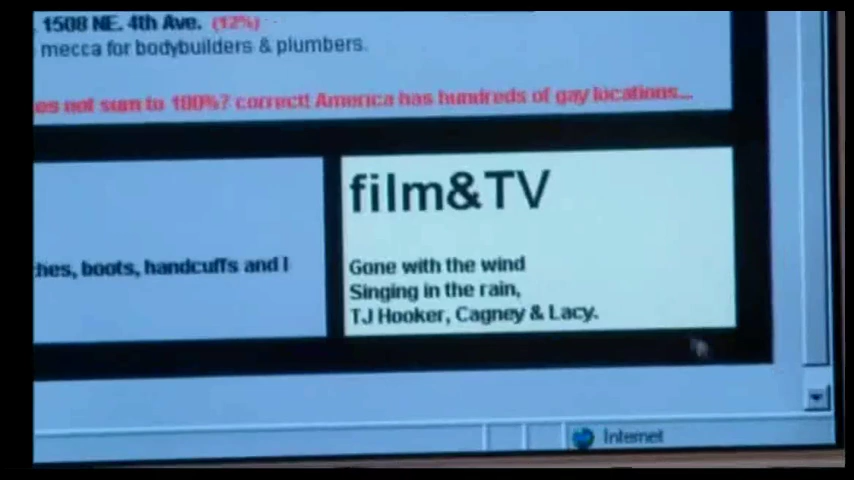 1508 NE. 4th Ave. (12%)
mecca for bodybuilders & plumbers.
es not sum to 100%? correct! America has hundreds of gay locations...
film&TV
hes, boots, handcuffs and l
Gone with the wind
Singing in the rain,
TJ Hooker, Cagney & Lacy.
Internet